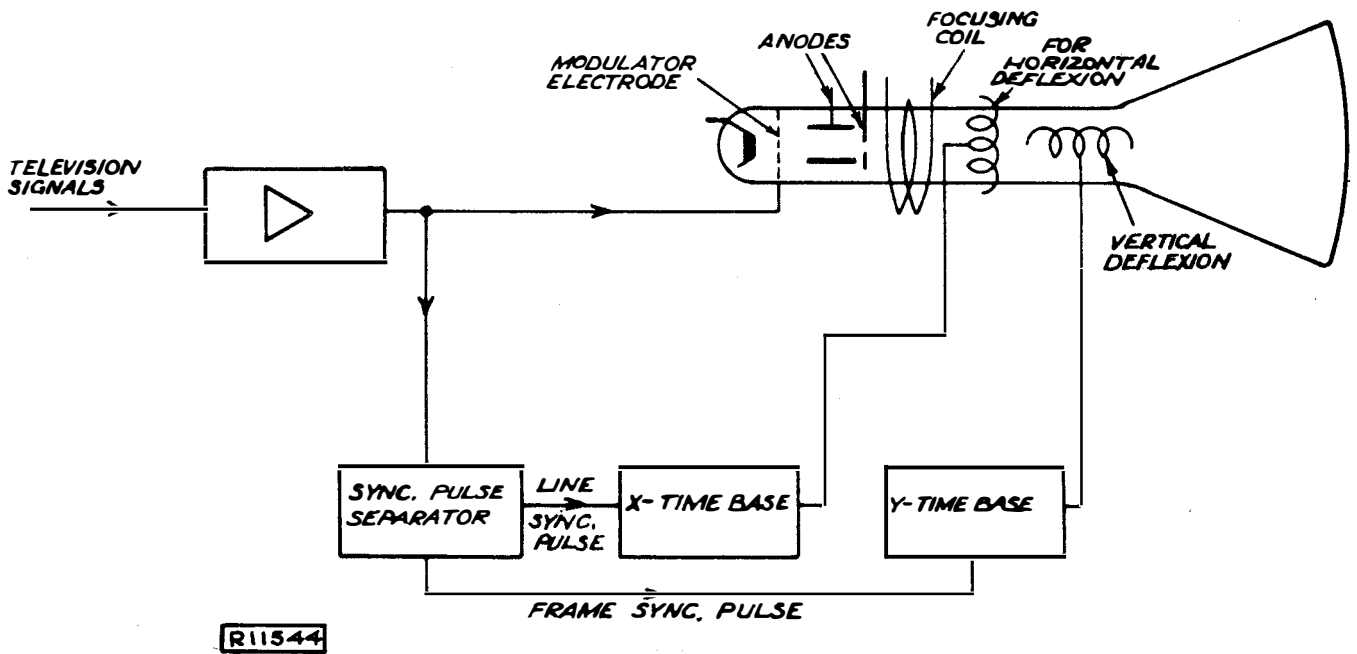 FOCUSING
COIL
ANODES
FOR
HORIZONTAL
DEFLEXION
MODULATOR
ELECTRODE
TELEVISION
SIGNALS
VERTICAL
DEFLEXION
SYNC. PULSE
SEPARATOR
LINE
SYNC.
PULSE
X-TIME BASE
Y-TIME BASE
FRAME SYNC. PULSE
R11544